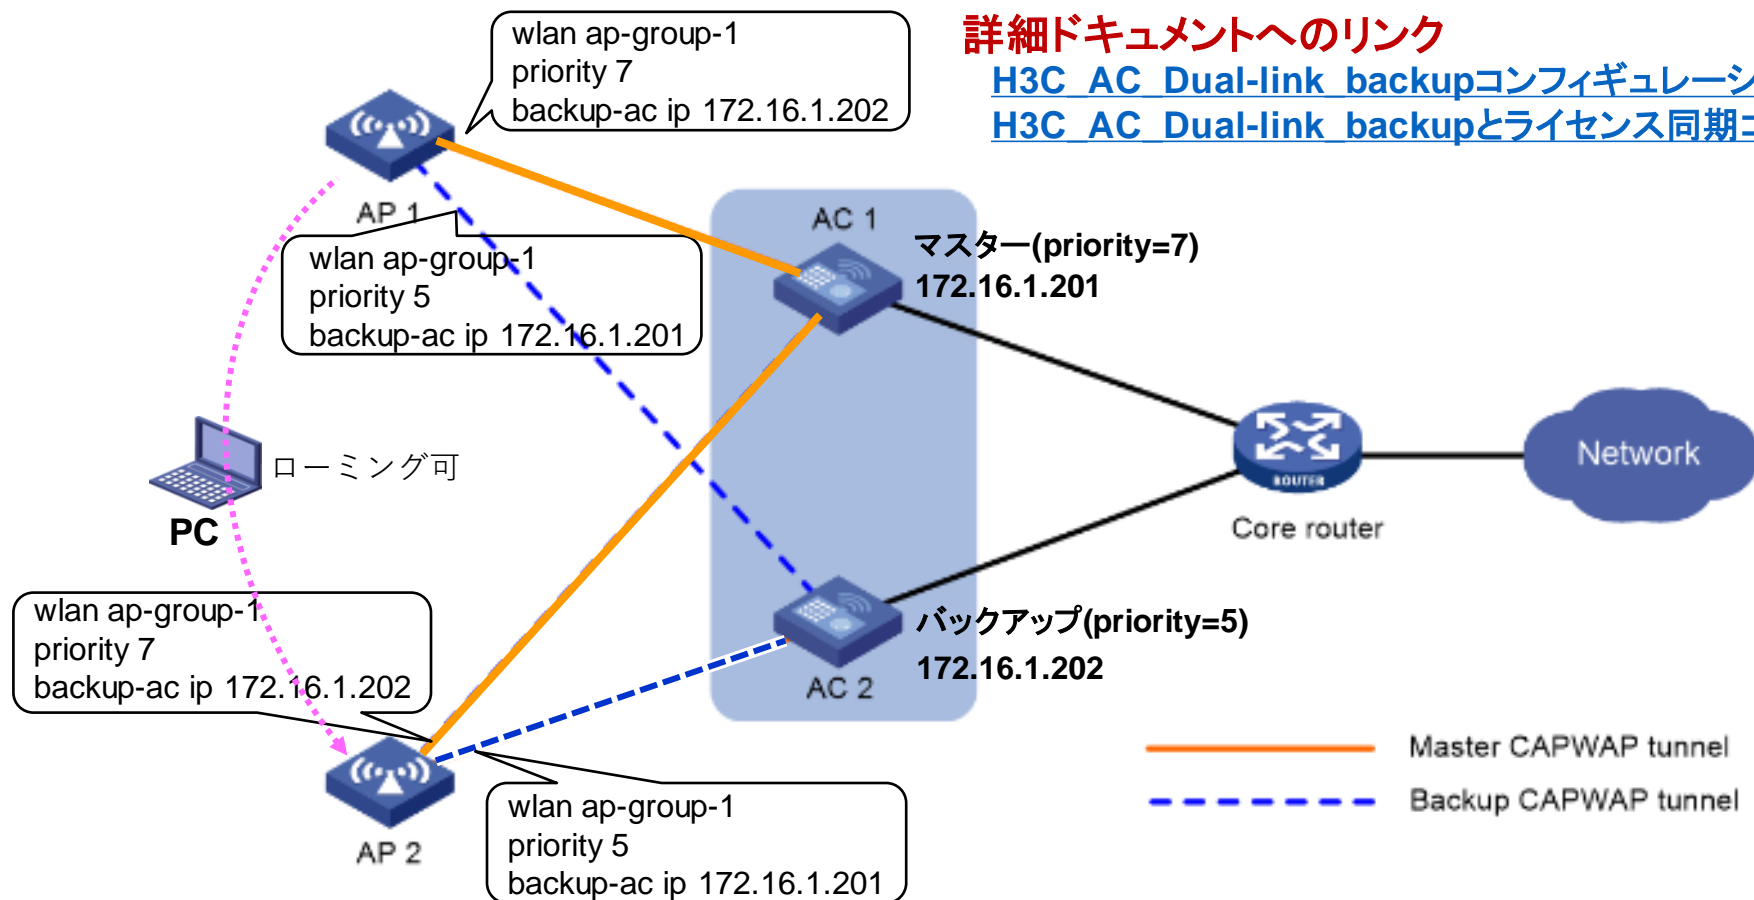 詳細ドキュメントへのリンク
H3C_AC_Dual-link_backupコンフィギュレーシ
H3C_AC_Dual-link_backupとライセンス同期コ
wlan ap-group-1
priority 7
backup-ac ip 172.16.1.202
AP 1
wlan ap-group-1
priority 5
backup-ac ip 172.16.1.201
AC 1
マスター(priority=7)
172.16.1.201
ローミング可
PC
ROUTER
Core router
Network
バックアップ(priority=5)
172.16.1.202
AC 2
wlan ap-group-1
priority 7
backup-ac ip 172.16.1.202
AP 2
wlan ap-group-1
priority 5
backup-ac ip 172.16.1.201
Master CAPWAP tunnel
Backup CAPWAP tunnel